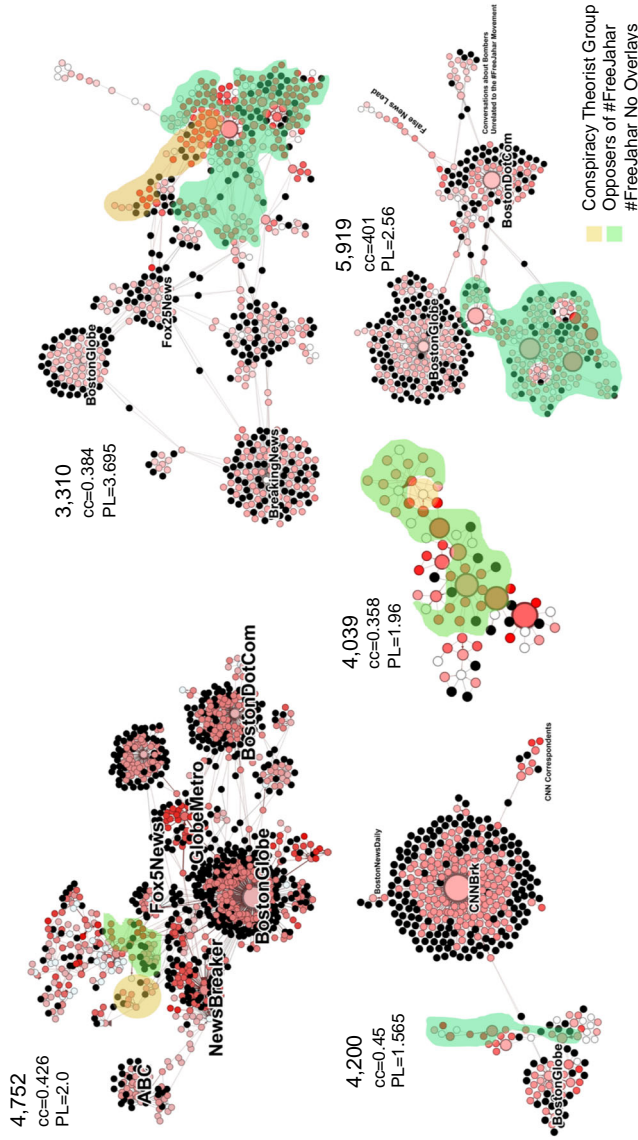 4,752
cc=0.426
PL=2.0
ABC
NewsBreaker
Fox5News
GlobeMetro
BostonGlobe
BostonDotCom
3,310
cc=0.384
PL=3.695
BostonGlobe
Fox25News
BreakingNews
4,200
cc=0.45
PL=1.565
BostonGlobe
BostonNewsDaily
CNNBrk
CNN Correspondents
4,039
cc=0.358
PL=1.96
5,919
cc=401
PL=2.56
BostonGlobe
BostonDotCom
False News Lead
Conversations about Bombers
Unrelated to the #FreeJahar Movement
Conspiracy Theorist Group
Opposers of #FreeJahar
#FreeJahar No Overlays